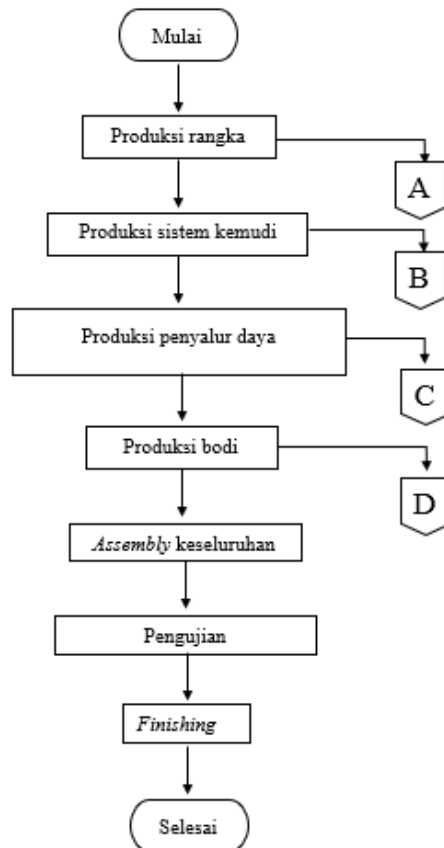 Mulai
Produksi rangka
A
Produksi sistem kemudi
B
Produksi penyalur daya
C
Produksi bodi
D
Assembly keseluruhan
Pengujian
Finishing
Selesai